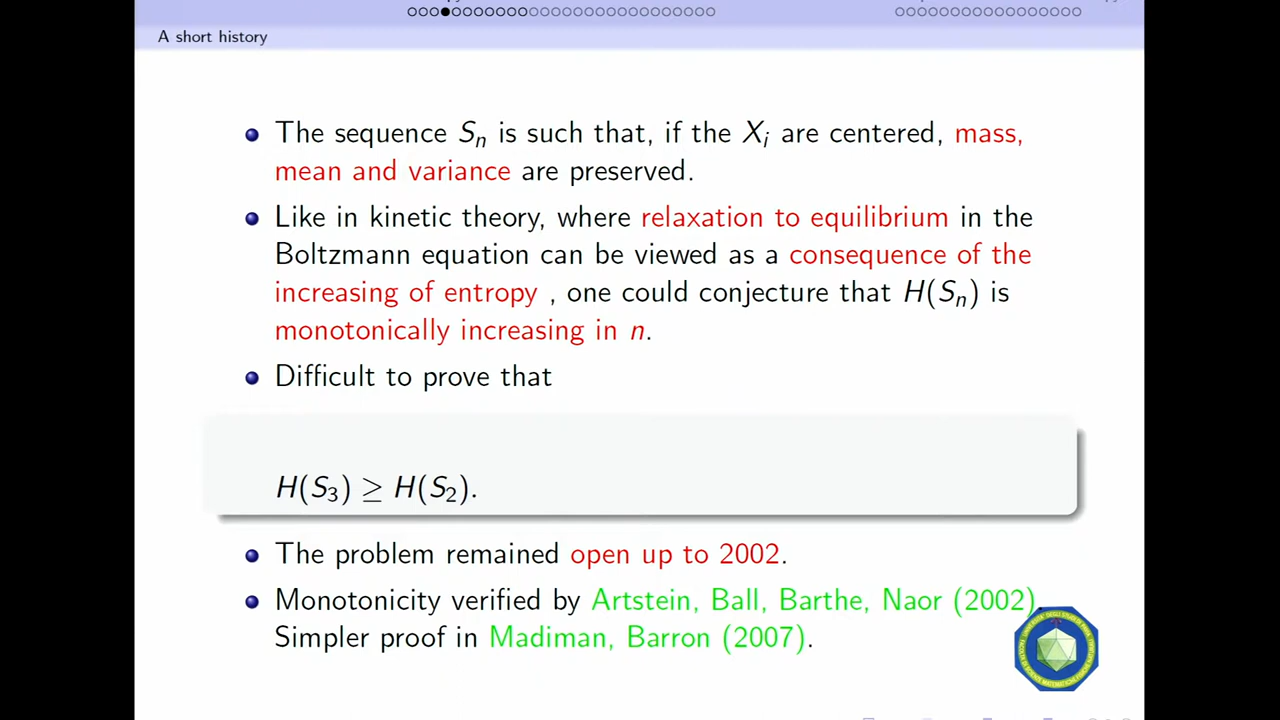 A short history
The sequence Sₙ is such that, if the Xᵢ are centered, mass,
mean and variance are preserved.
Like in kinetic theory, where relaxation to equilibrium in the
Boltzmann equation can be viewed as a consequence of the
increasing of entropy , one could conjecture that H(Sₙ) is
monotonically increasing in n.
Difficult to prove that
H(S₃) ≥ H(S₂).
The problem remained open up to 2002.
Monotonicity verified by Artstein, Ball, Barthe, Naor (2002).
Simpler proof in Madiman, Barron (2007).